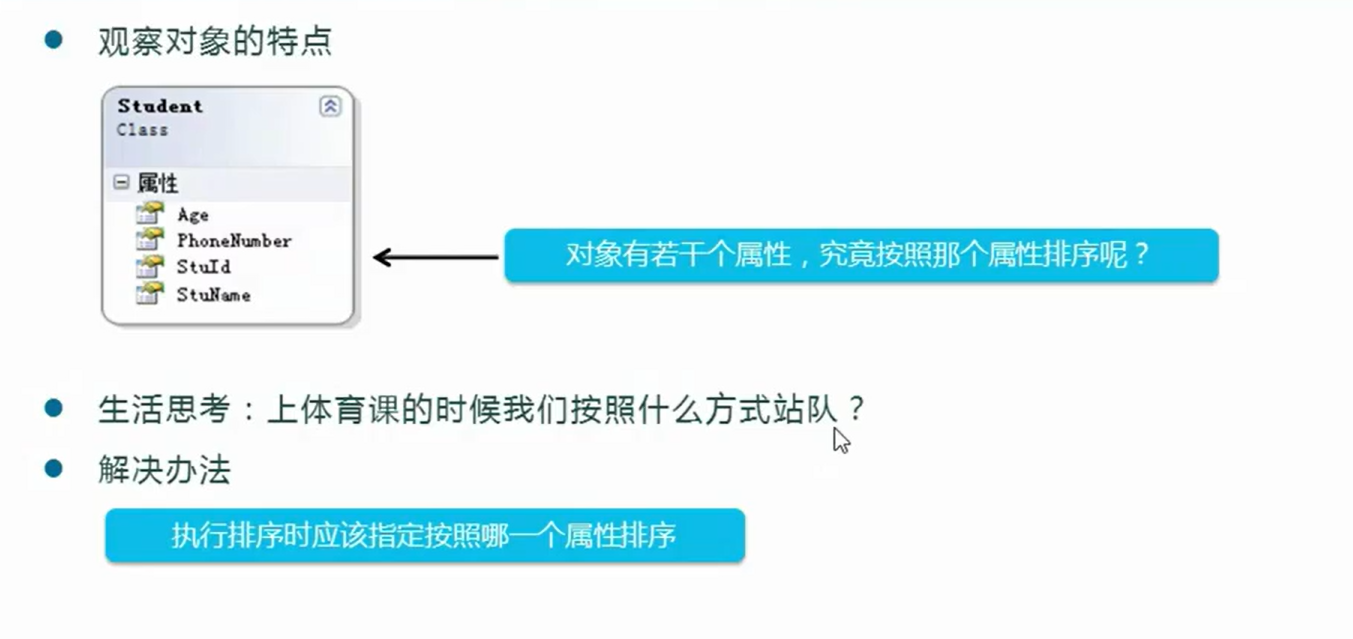 观察对象的特点
Student
Class
属性
Age
PhoneNumber
StuId
StuName
对象有若干个属性，究竟按照那个属性排序呢？
生活思考：上体育课的时候我们按照什么方式站队？
解决办法
执行排序时应该指定按照哪一个属性排序